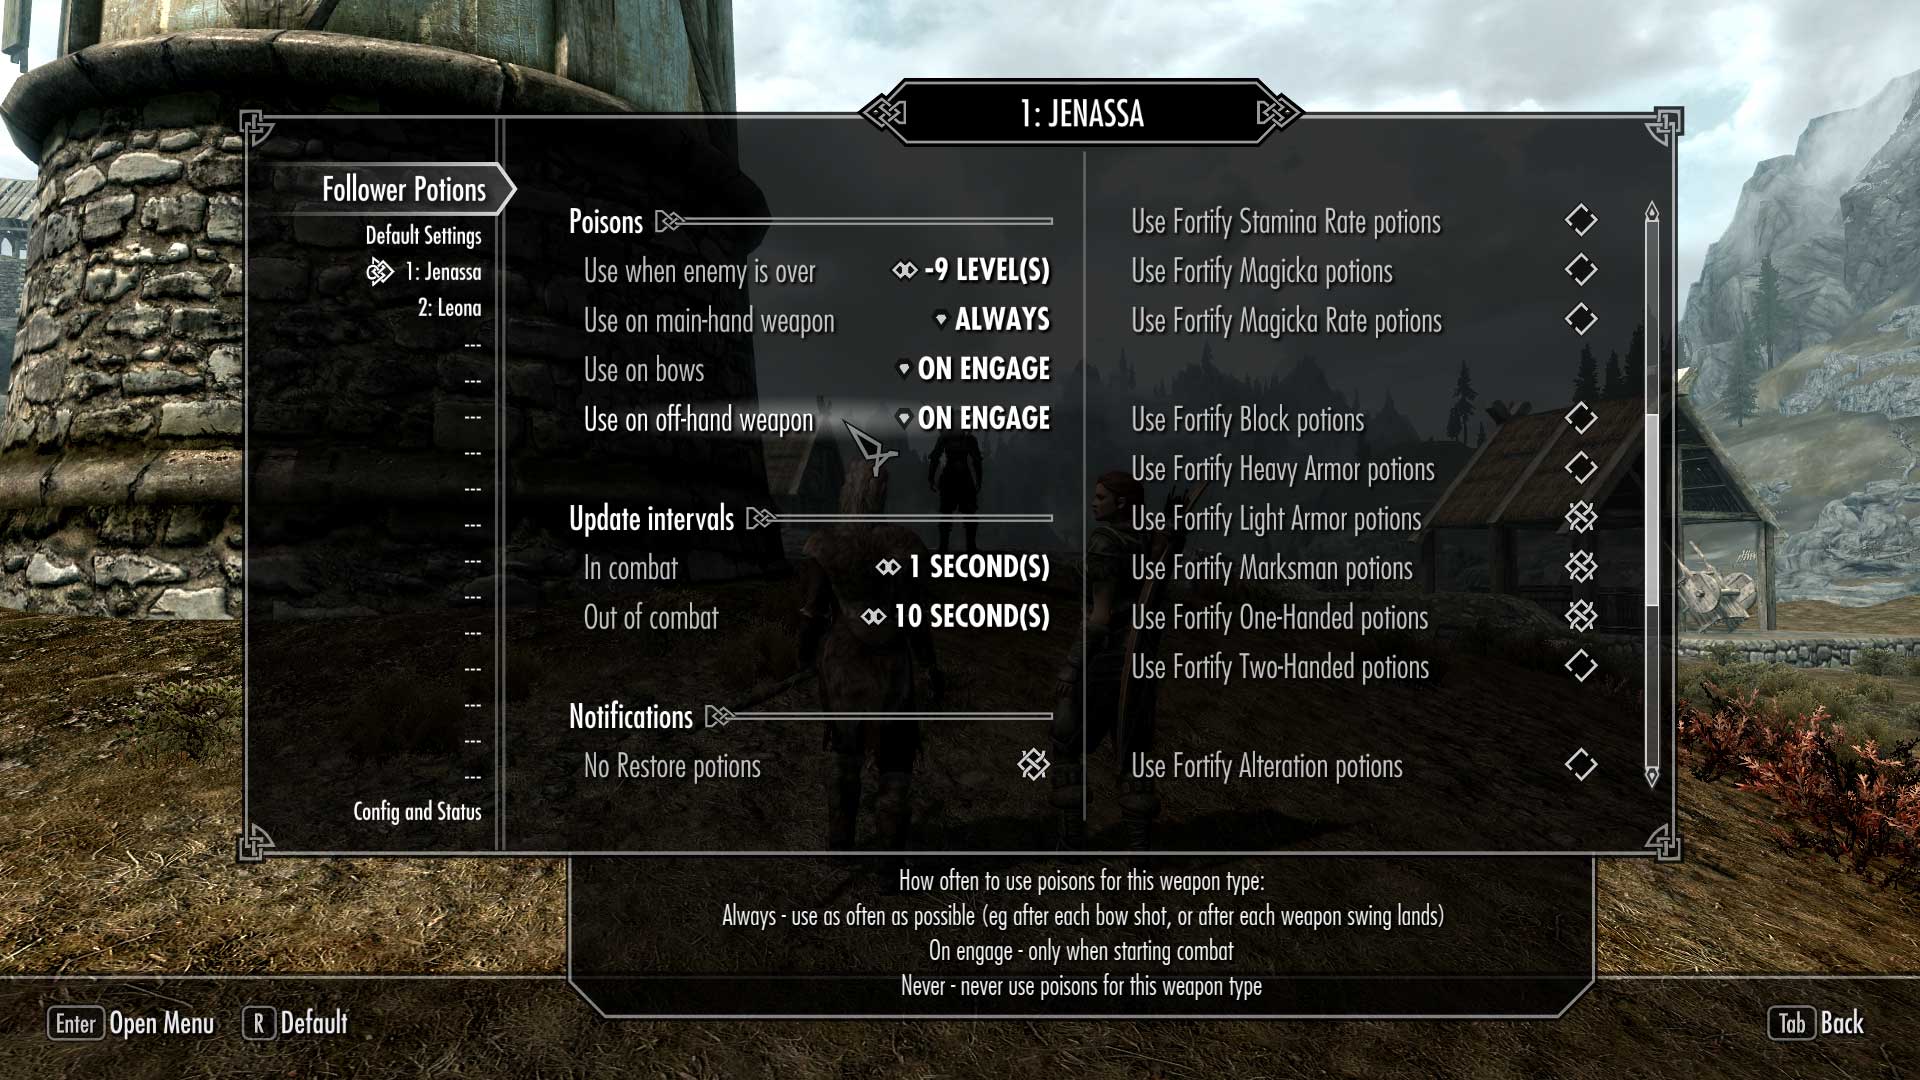 1: JENASSA
Follower Potions
Default Settings
1: Jenassa
2: Leona
---
---
---
---
---
---
---
---
---
---
---
---
---
Config and Status
Poisons
Use when enemy is over -9 LEVEL(S)
Use on main-hand weapon ALWAYS
Use on bows ON ENGAGE
Use on off-hand weapon ON ENGAGE
Update intervals
In combat 1 SECOND(S)
Out of combat 10 SECOND(S)
Notifications
No Restore potions
Use Fortify Stamina Rate potions
Use Fortify Magicka potions
Use Fortify Magicka Rate potions
Use Fortify Block potions
Use Fortify Heavy Armor potions
Use Fortify Light Armor potions
Use Fortify Marksman potions
Use Fortify One-Handed potions
Use Fortify Two-Handed potions
Use Fortify Alteration potions
How often to use poisons for this weapon type:
Always - use as often as possible (eg after each bow shot, or after each weapon swing lands)
On engage - only when starting combat
Never - never use poisons for this weapon type
Enter Open Menu R Default Tab Back